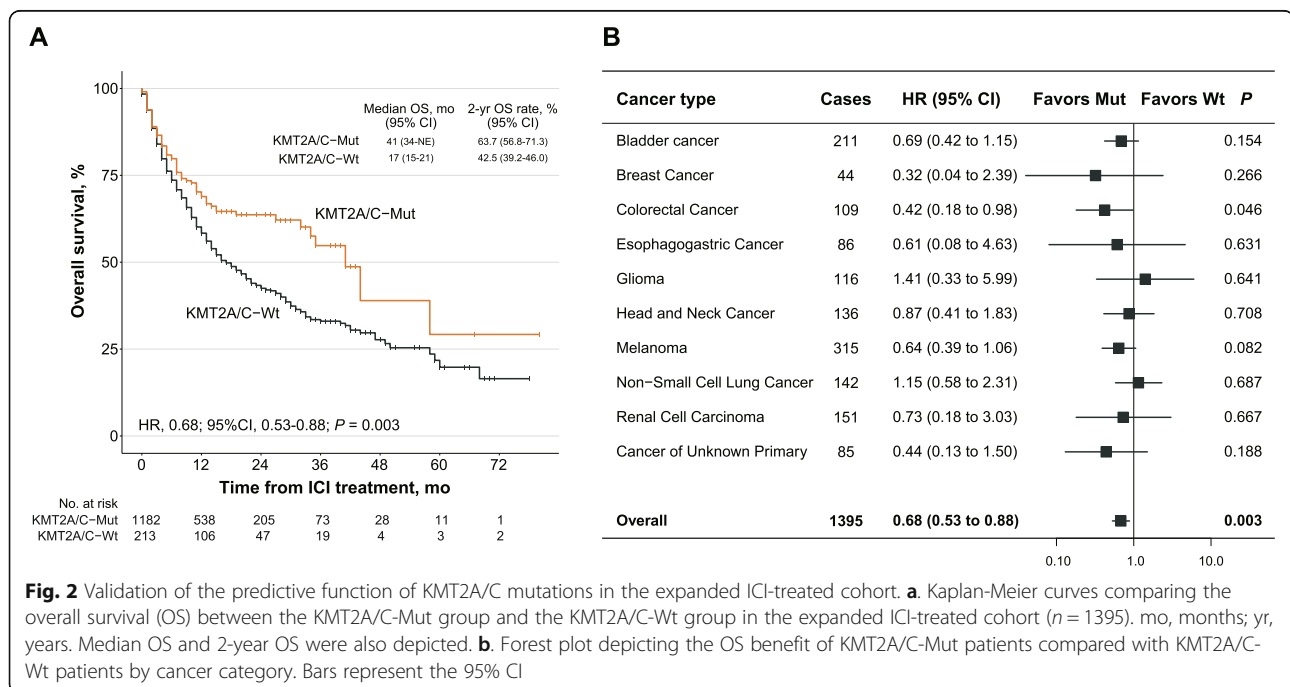 A
100
75
50
25
0
Overall survival, %
Median OS, mo 2-yr OS rate, %
(95% CI) (95% CI)
KMT2A/C−Mut 41 (34-NE) 63.7 (56.8-71.3)
KMT2A/C−Wt 17 (15-21) 42.5 (39.2-46.0)
KMT2A/C−Mut
KMT2A/C−Wt
HR, 0.68; 95%CI, 0.53-0.88; P = 0.003
0 12 24 36 48 60 72
Time from ICI treatment, mo
No. at risk
KMT2A/C−Mut 1182 538 205 73 28 11 1
KMT2A/C−Wt 213 106 47 19 4 3 2
B
Cancer type Cases HR (95% CI) Favors Mut Favors Wt P
Bladder cancer 211 0.69 (0.42 to 1.15) 0.154
Breast Cancer 44 0.32 (0.04 to 2.39) 0.266
Colorectal Cancer 109 0.42 (0.18 to 0.98) 0.046
Esophagogastric Cancer 86 0.61 (0.08 to 4.63) 0.631
Glioma 116 1.41 (0.33 to 5.99) 0.641
Head and Neck Cancer 136 0.87 (0.41 to 1.83) 0.708
Melanoma 315 0.64 (0.39 to 1.06) 0.082
Non−Small Cell Lung Cancer 142 1.15 (0.58 to 2.31) 0.687
Renal Cell Carcinoma 151 0.73 (0.18 to 3.03) 0.667
Cancer of Unknown Primary 85 0.44 (0.13 to 1.50) 0.188
Overall 1395 0.68 (0.53 to 0.88) 0.003
0.10 1.0 10.0
Fig. 2 Validation of the predictive function of KMT2A/C mutations in the expanded ICI-treated cohort. a. Kaplan-Meier curves comparing the
overall survival (OS) between the KMT2A/C-Mut group and the KMT2A/C-Wt group in the expanded ICI-treated cohort (n = 1395). mo, months; yr,
years. Median OS and 2-year OS were also depicted. b. Forest plot depicting the OS benefit of KMT2A/C-Mut patients compared with KMT2A/C-
Wt patients by cancer category. Bars represent the 95% CI